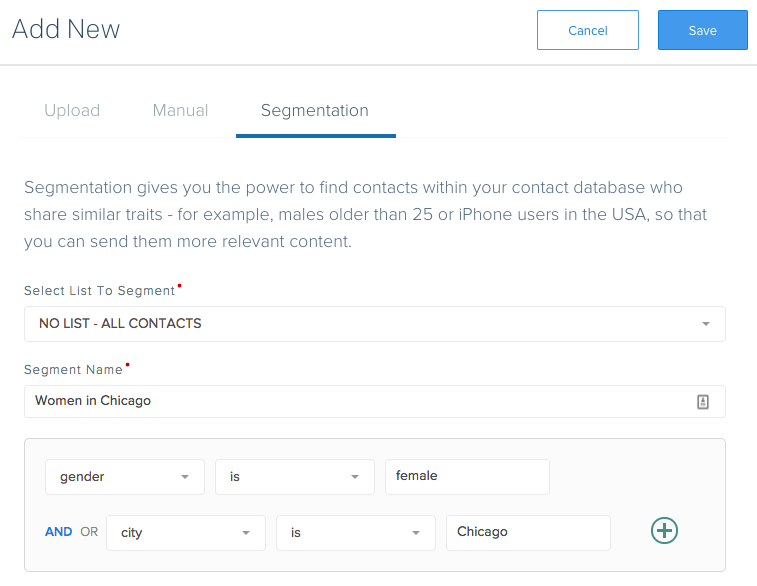 Add New
Cancel
Save
Upload
Manual
Segmentation
Segmentation gives you the power to find contacts within your contact database who
share similar traits - for example, males older than 25 or iPhone users in the USA, so that
you can send them more relevant content.
Select List To Segment
NO LIST - ALL CONTACTS
Segment Name
Women in Chicago
gender is female
AND OR city is Chicago